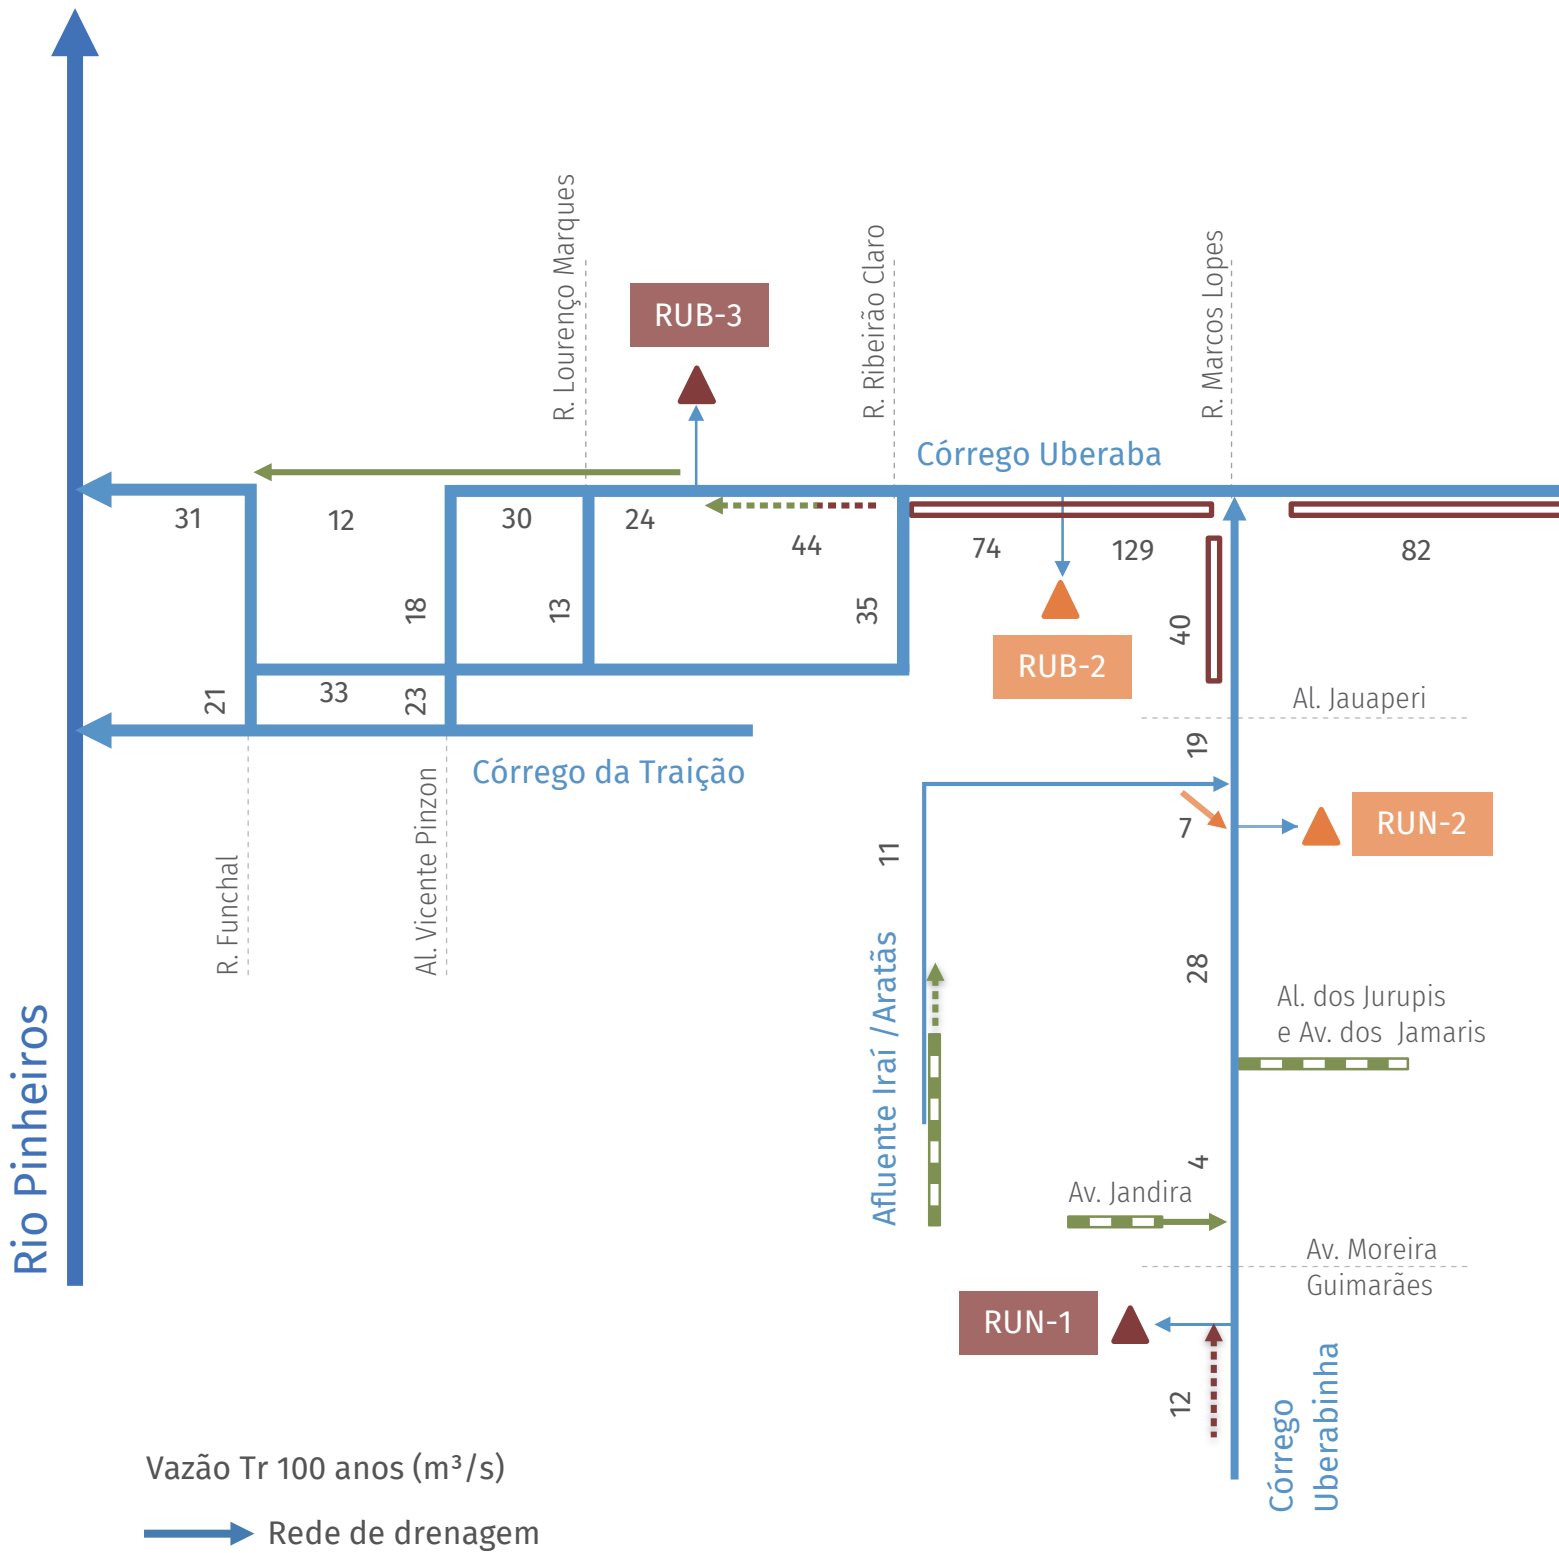 R. Lourenço Marques
R. Ribeirão Claro
R. Marcos Lopes
RUB-3
Córrego Uberaba
31
12
30
24
44
74
129
82
18
13
35
40
RUB-2
21
33
23
Al. Jauaperi
19
Córrego da Traição
7
RUN-2
11
R. Funchal
Al. Vicente Pinzon
28
Afluente Iraí /Aratãs
Al. dos Jurupis
e Av. dos Jamaris
Rio Pinheiros
4
Av. Jandira
Av. Moreira
Guimarães
RUN-1
12
Córrego
Uberabinha
Vazão Tr 100 anos (m³/s)
Rede de drenagem